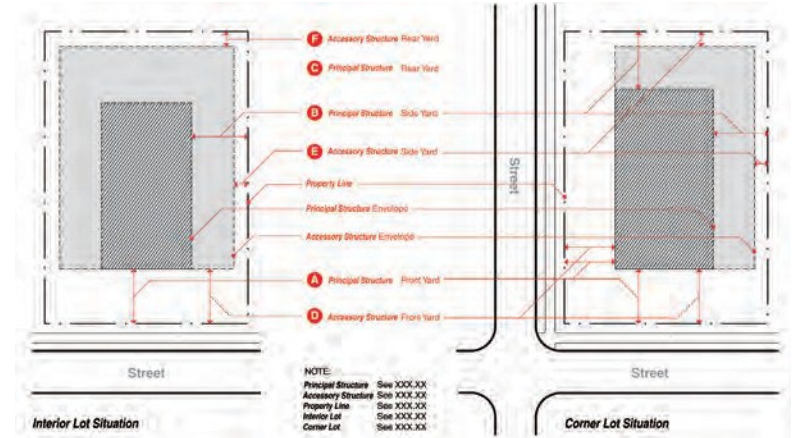 F Accessory Structure Rear Yard
C Principal Structure Rear Yard
B Principal Structure Side Yard
E Accessory Structure Side Yard
Property Line
Principal Structure Envelope
Accessory Structure Envelope
A Principal Structure Front Yard
D Accessory Structure Front Yard
Street
Street
Street
NOTE:
Principal Structure See XXX.XX
Accessory Structure See XXX.XX
Property Line See XXX.XX
Interior Lot See XXX.XX
Corner Lot See XXX.XX
Interior Lot Situation
Corner Lot Situation